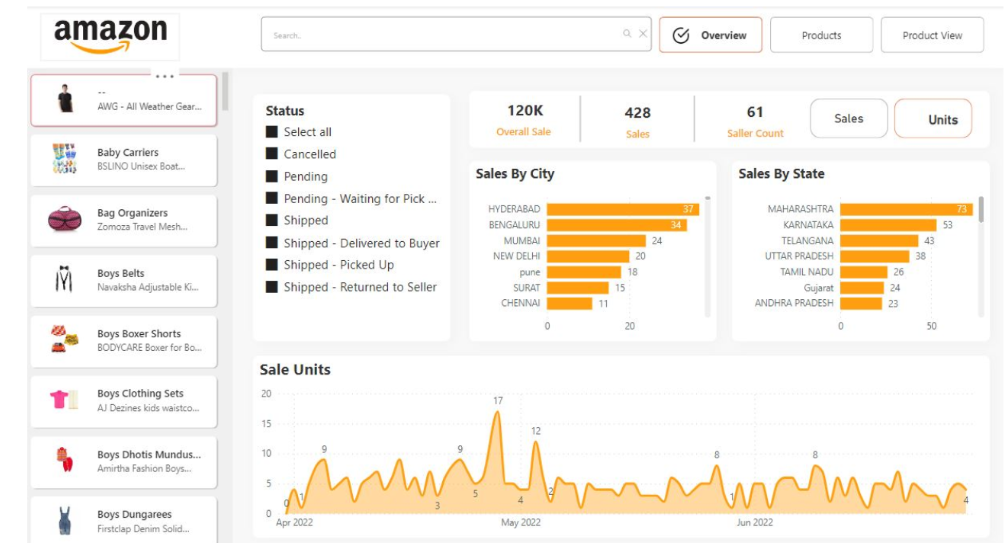 amazon
Search..
Overview
Products
Product View
--
AWG - All Weather Gear...
Baby Carriers
BSLINO Unisex Boat...
Bag Organizers
Zomoza Travel Mesh...
Boys Belts
Navaksha Adjustable Ki...
Boys Boxer Shorts
BODYCARE Boxer for Bo...
Boys Clothing Sets
AJ Dezines kids waistco...
Boys Dhotis Mundus...
Amirtha Fashion Boys...
Boys Dungarees
Firstclap Denim Solid...
Status
Select all
Cancelled
Pending
Pending - Waiting for Pick ...
Shipped
Shipped - Delivered to Buyer
Shipped - Picked Up
Shipped - Returned to Seller
120K
Overall Sale
428
Sales
61
Saller Count
Sales
Units
Sales By City
HYDERABAD 37
BENGALURU 34
MUMBAI 24
NEW DELHI 20
pune 18
SURAT 15
CHENNAI 11
0 20
Sales By State
MAHARASHTRA 73
KARNATAKA 53
TELANGANA 43
UTTAR PRADESH 38
TAMIL NADU 26
Gujarat 24
ANDHRA PRADESH 23
0 50
Sale Units
20
15
10
5
0
0 1 9 3 9 5 17 4 12 2 8 1 8 4
Apr 2022 May 2022 Jun 2022